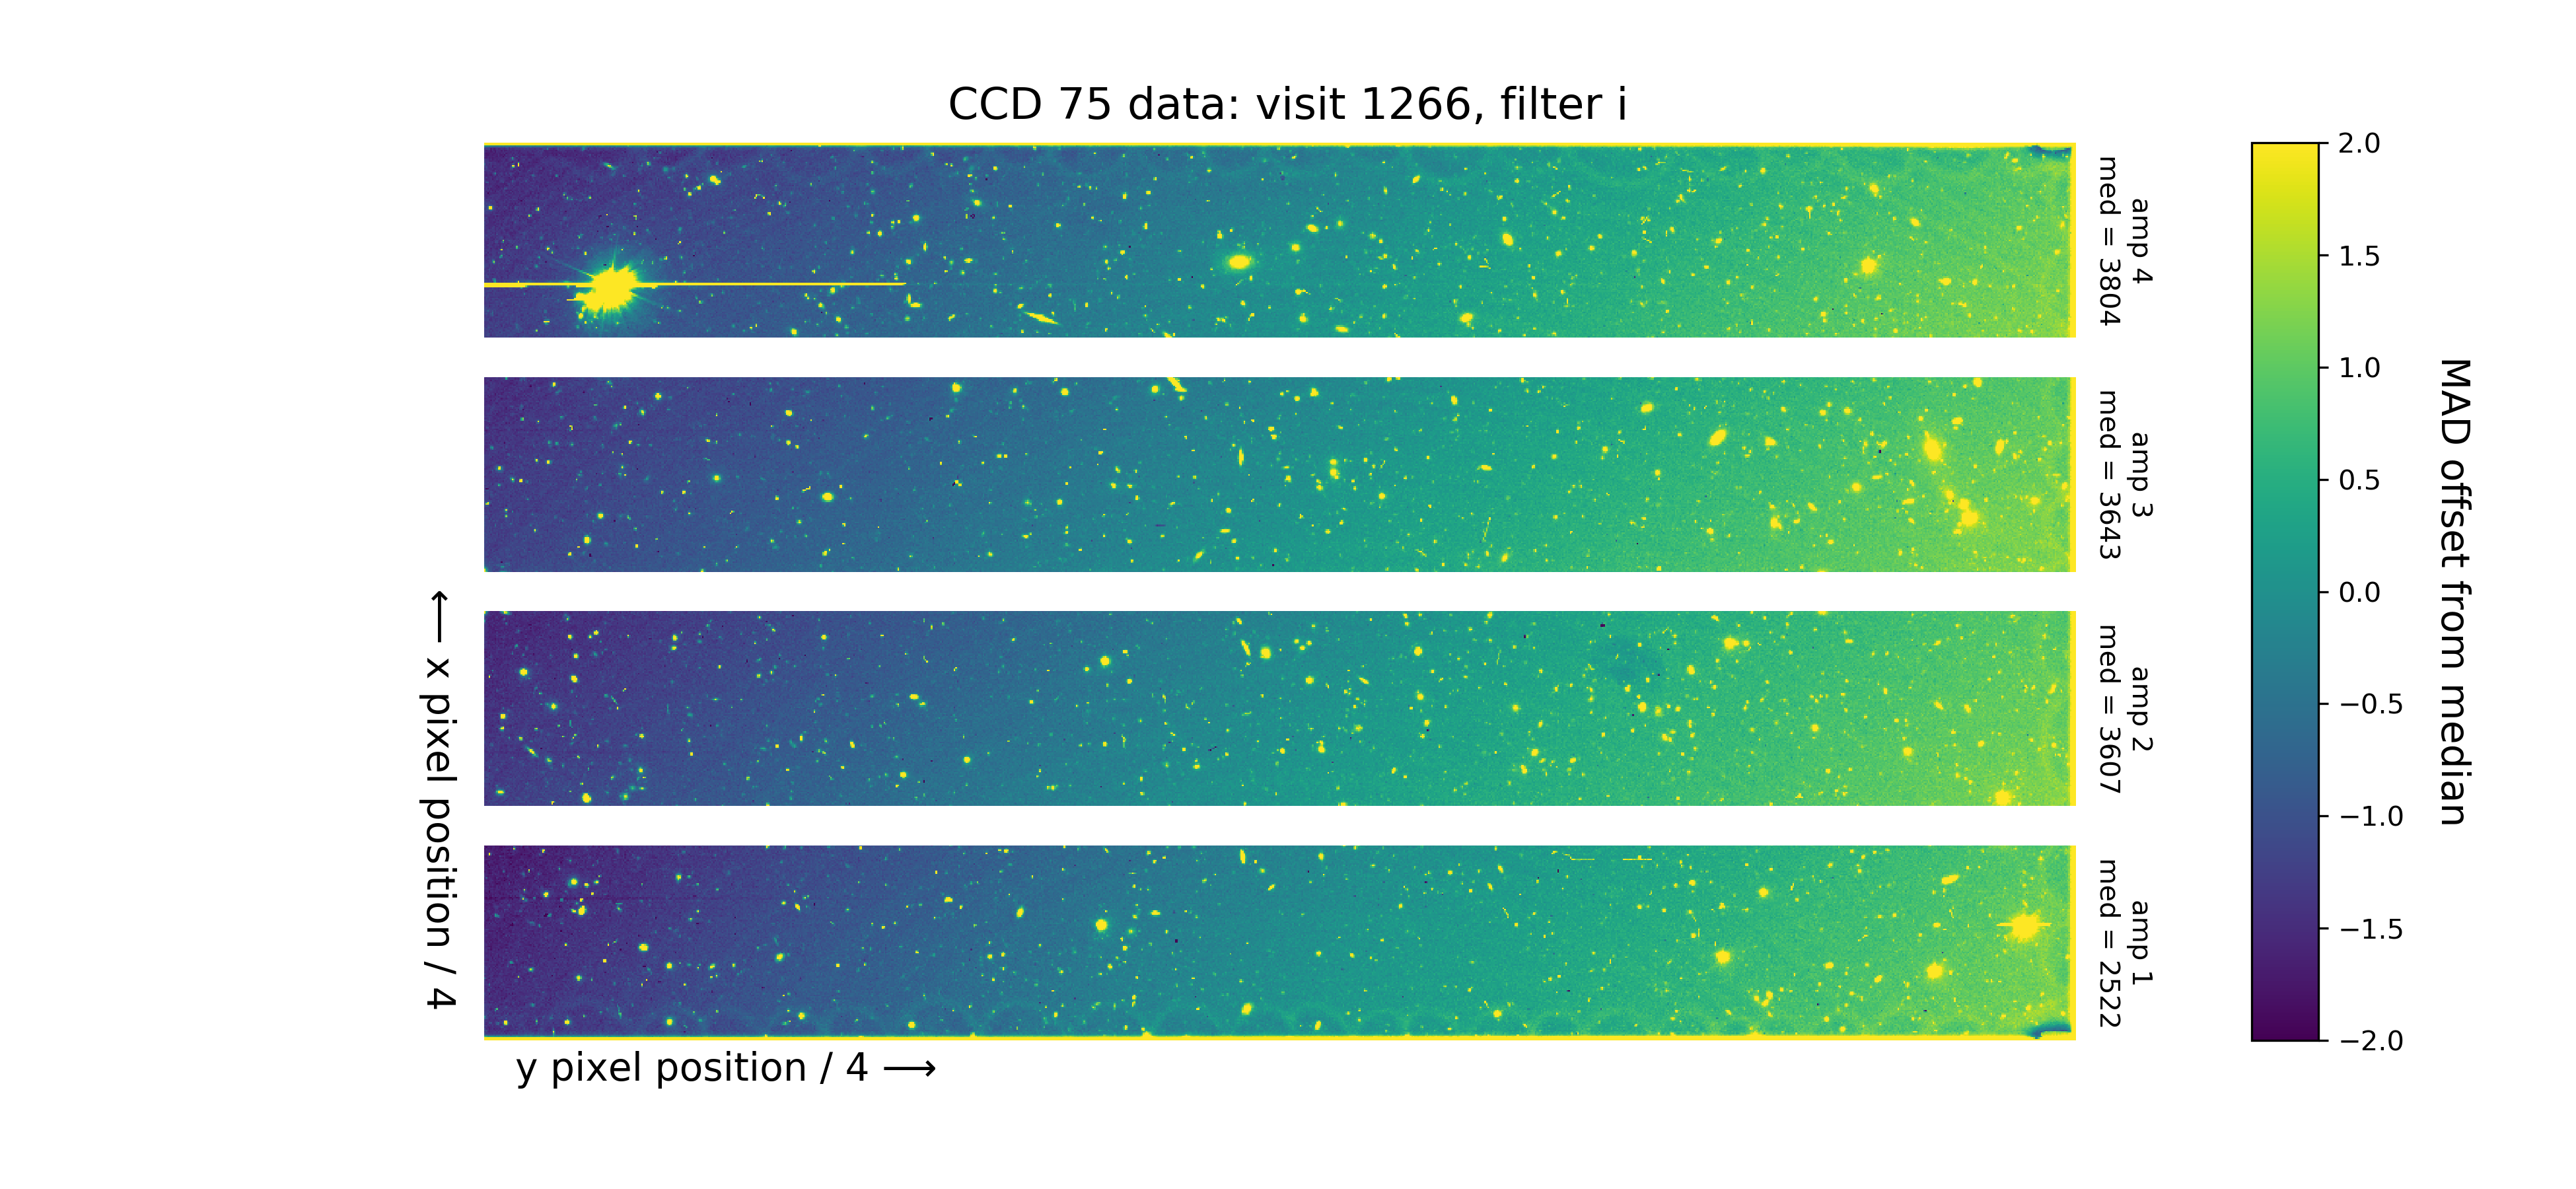 CCD 75 data: visit 1266, filter i
amp 4
med = 3804
amp 3
med = 3643
amp 2
med = 3607
amp 1
med = 2522
⟵ x pixel position / 4
y pixel position / 4 ⟶
2.0
1.5
1.0
0.5
0.0
−0.5
−1.0
−1.5
−2.0
MAD offset from median